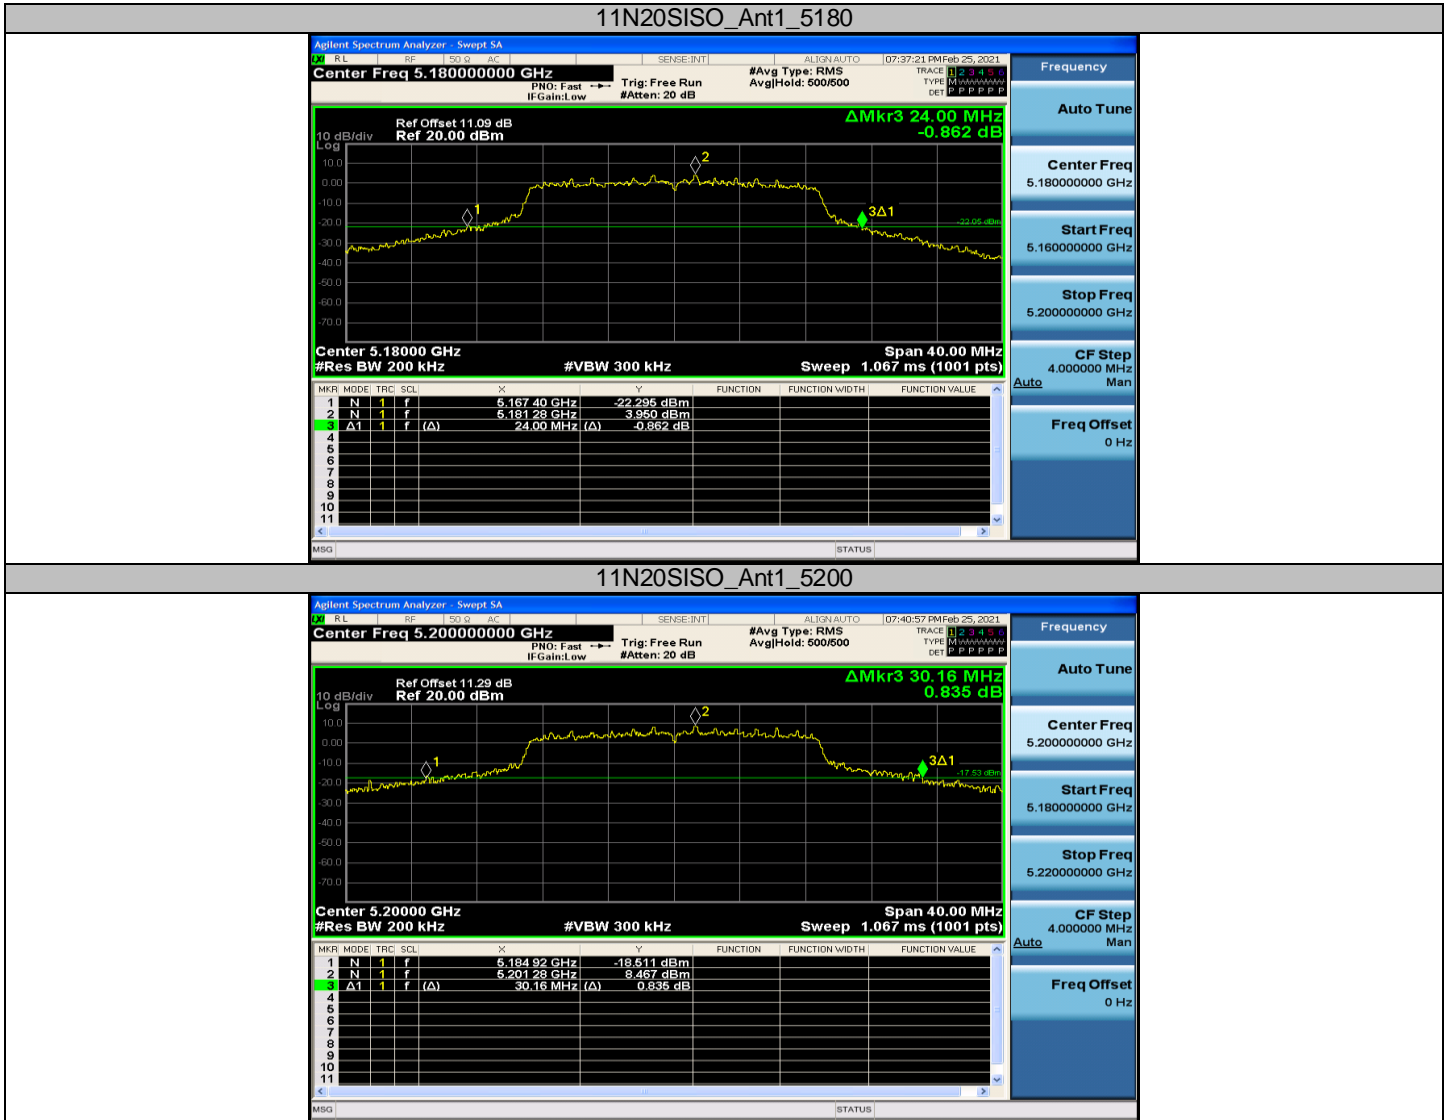 11N20SISO_Ant1_5180
Agilent Spectrum Analyzer - Swept SA
RL RF 50 Ω AC SENSE:INT ALIGNAUTO 07:37:21 PM Feb 25, 2021
Center Freq 5.180000000 GHz #Avg Type: RMS TRACE 1 2 3 4 5 6
PNO: Fast Trig: Free Run Avg|Hold: 500/500 TYPE M WWWWW
IFGain:Low #Atten: 20 dB DET P P P P P P
Frequency
Auto Tune
Center Freq
5.180000000 GHz
Start Freq
5.160000000 GHz
Stop Freq
5.200000000 GHz
CF Step
4.000000 MHz
Auto Man
Freq Offset
0 Hz
ΔMkr3 24.00 MHz
-0.862 dB
Ref Offset 11.09 dB
10 dB/div Ref 20.00 dBm
Log
10.0
0.00
-10.0
-20.0
-30.0
-40.0
-50.0
-60.0
-70.0
1
2
3Δ1
-22.05 dBm
Center 5.18000 GHz Span 40.00 MHz
#Res BW 200 kHz #VBW 300 kHz Sweep 1.067 ms (1001 pts)
MKR MODE TRC SCL X Y FUNCTION FUNCTION WIDTH FUNCTION VALUE
1 N 1 f 5.167 40 GHz -22.295 dBm
2 N 1 f 5.181 28 GHz 3.950 dBm
3 Δ1 1 f (Δ) 24.00 MHz (Δ) -0.862 dB
4
5
6
7
8
9
10
11
MSG STATUS
11N20SISO_Ant1_5200
Agilent Spectrum Analyzer - Swept SA
RL RF 50 Ω AC SENSE:INT ALIGNAUTO 07:40:57 PM Feb 25, 2021
Center Freq 5.200000000 GHz #Avg Type: RMS TRACE 1 2 3 4 5 6
PNO: Fast Trig: Free Run Avg|Hold: 500/500 TYPE M WWWWW
IFGain:Low #Atten: 20 dB DET P P P P P P
Frequency
Auto Tune
Center Freq
5.200000000 GHz
Start Freq
5.180000000 GHz
Stop Freq
5.220000000 GHz
CF Step
4.000000 MHz
Auto Man
Freq Offset
0 Hz
ΔMkr3 30.16 MHz
0.835 dB
Ref Offset 11.29 dB
10 dB/div Ref 20.00 dBm
Log
10.0
0.00
-10.0
-20.0
-30.0
-40.0
-50.0
-60.0
-70.0
1
2
3Δ1
-17.53 dBm
Center 5.20000 GHz Span 40.00 MHz
#Res BW 200 kHz #VBW 300 kHz Sweep 1.067 ms (1001 pts)
MKR MODE TRC SCL X Y FUNCTION FUNCTION WIDTH FUNCTION VALUE
1 N 1 f 5.184 92 GHz -18.511 dBm
2 N 1 f 5.201 28 GHz 8.467 dBm
3 Δ1 1 f (Δ) 30.16 MHz (Δ) 0.835 dB
4
5
6
7
8
9
10
11
MSG STATUS